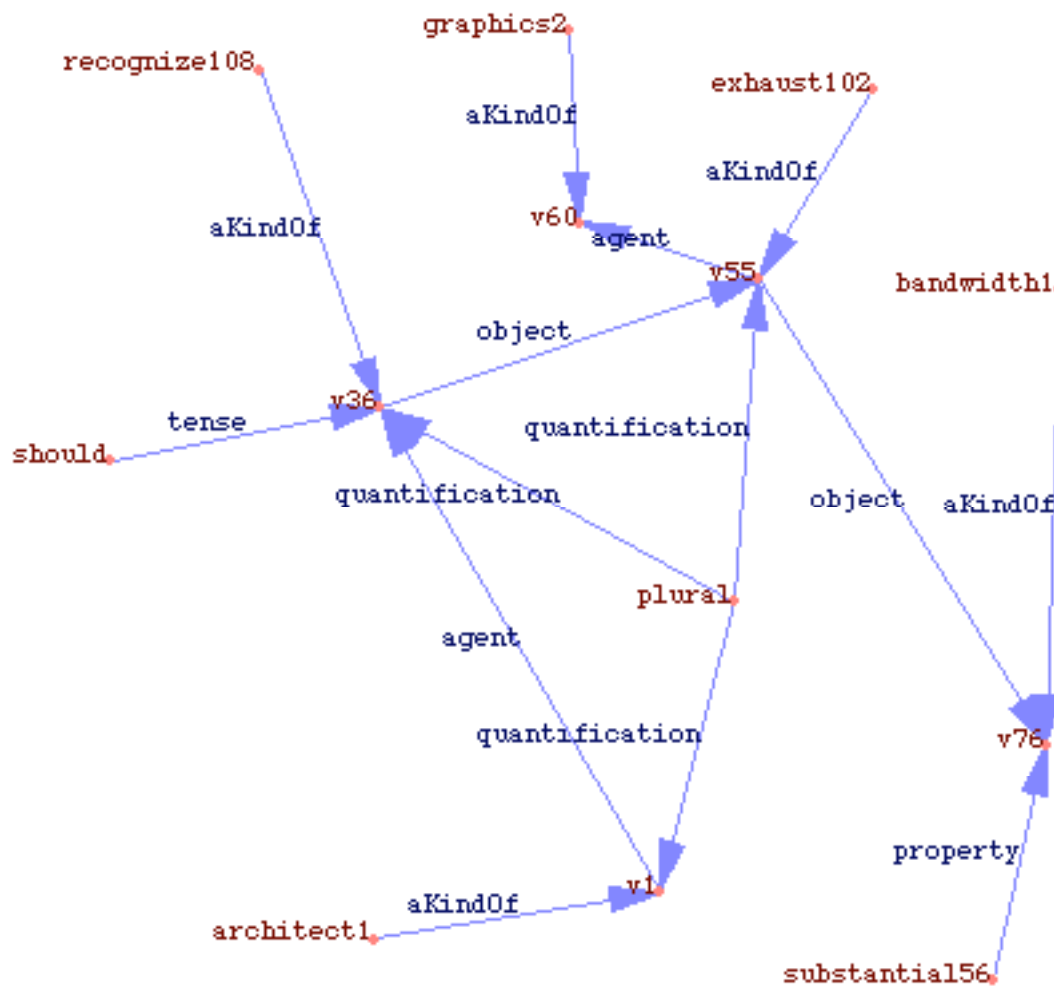 graphics2
recognize108
exhaust102
aKindOf
aKindOf
v60
aKindOf
agent
v55
bandwidth1
object
v36
tense
quantification
should
quantification
object
aKindOf
plural
agent
quantification
v76
property
v1
aKindOf
architect1
substantial56